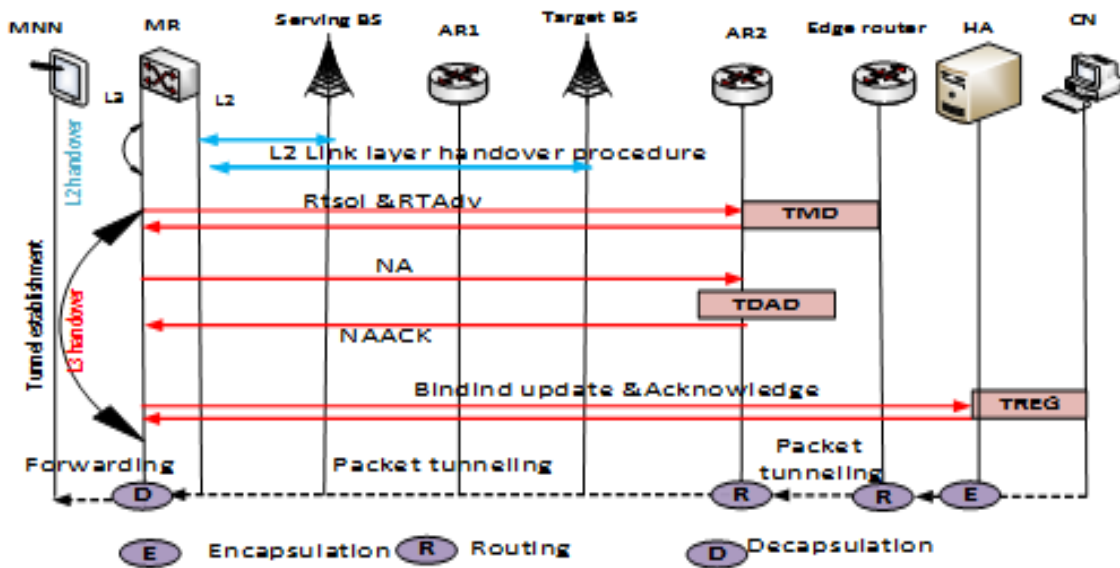 MNN
MR
Serving BS
AR1
Target BS
AR2
Edge router
HA
CN
L3
L2
L2 handover
L2 Link layer handover procedure
Rtsol &RTAdv
TMD
NA
TDAD
NAACK
Tunnel establishment
L3 handover
Bindind update &Acknowledge
TREG
Forwarding
Packet tunneling
Packet
tunneling
D
R
R
E
E Encapsulation
R Routing
D Decapsulation